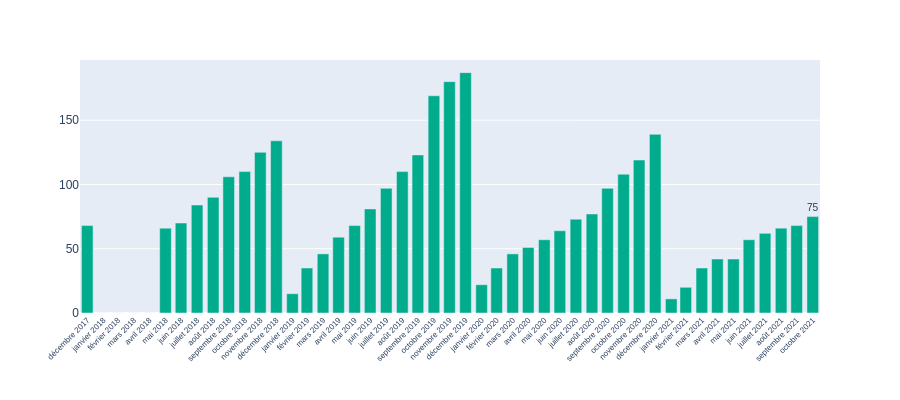 150
100
50
0
75
décembre 2017
janvier 2018
février 2018
mars 2018
avril 2018
mai 2018
juin 2018
juillet 2018
août 2018
septembre 2018
octobre 2018
novembre 2018
décembre 2018
janvier 2019
février 2019
mars 2019
avril 2019
mai 2019
juin 2019
juillet 2019
août 2019
septembre 2019
octobre 2019
novembre 2019
décembre 2019
janvier 2020
février 2020
mars 2020
avril 2020
mai 2020
juin 2020
juillet 2020
août 2020
septembre 2020
octobre 2020
novembre 2020
décembre 2020
janvier 2021
février 2021
mars 2021
avril 2021
mai 2021
juin 2021
juillet 2021
août 2021
septembre 2021
octobre 2021